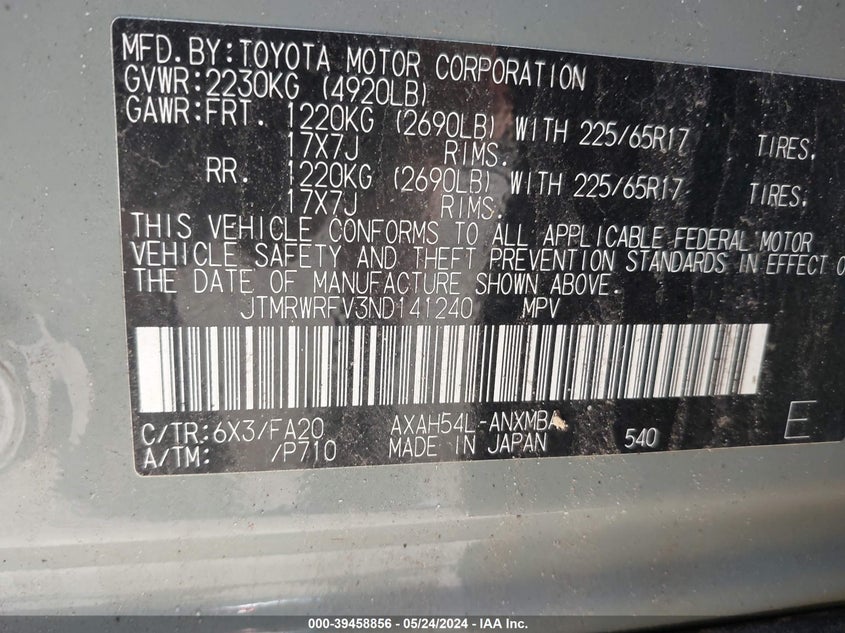 MFD.BY:TOYOTA MOTOR CORPORATION
GVWR:2230KG (4920LB)
GAWR:FRT. 1220KG (2690LB) WITH 225/65R17 TIRES,
17X7J RIMS.
RR. 1220KG (2690LB) WITH 225/65R17 TIRES,
17X7J RIMS.
THIS VEHICLE CONFORMS TO ALL APPLICABLE FEDERAL MOTOR
VEHICLE SAFETY AND THEFT PREVENTION STANDARDS IN EFFECT O
THE DATE OF MANUFACTURE SHOWN ABOVE.
JTMRWRFV3ND141240 MPV
C/TR:6X3/FA20 AXAH54L-ANXMBA 540 E
A/TM: /P710 MADE IN JAPAN
000-39458856 - 05/24/2024 - IAA Inc.